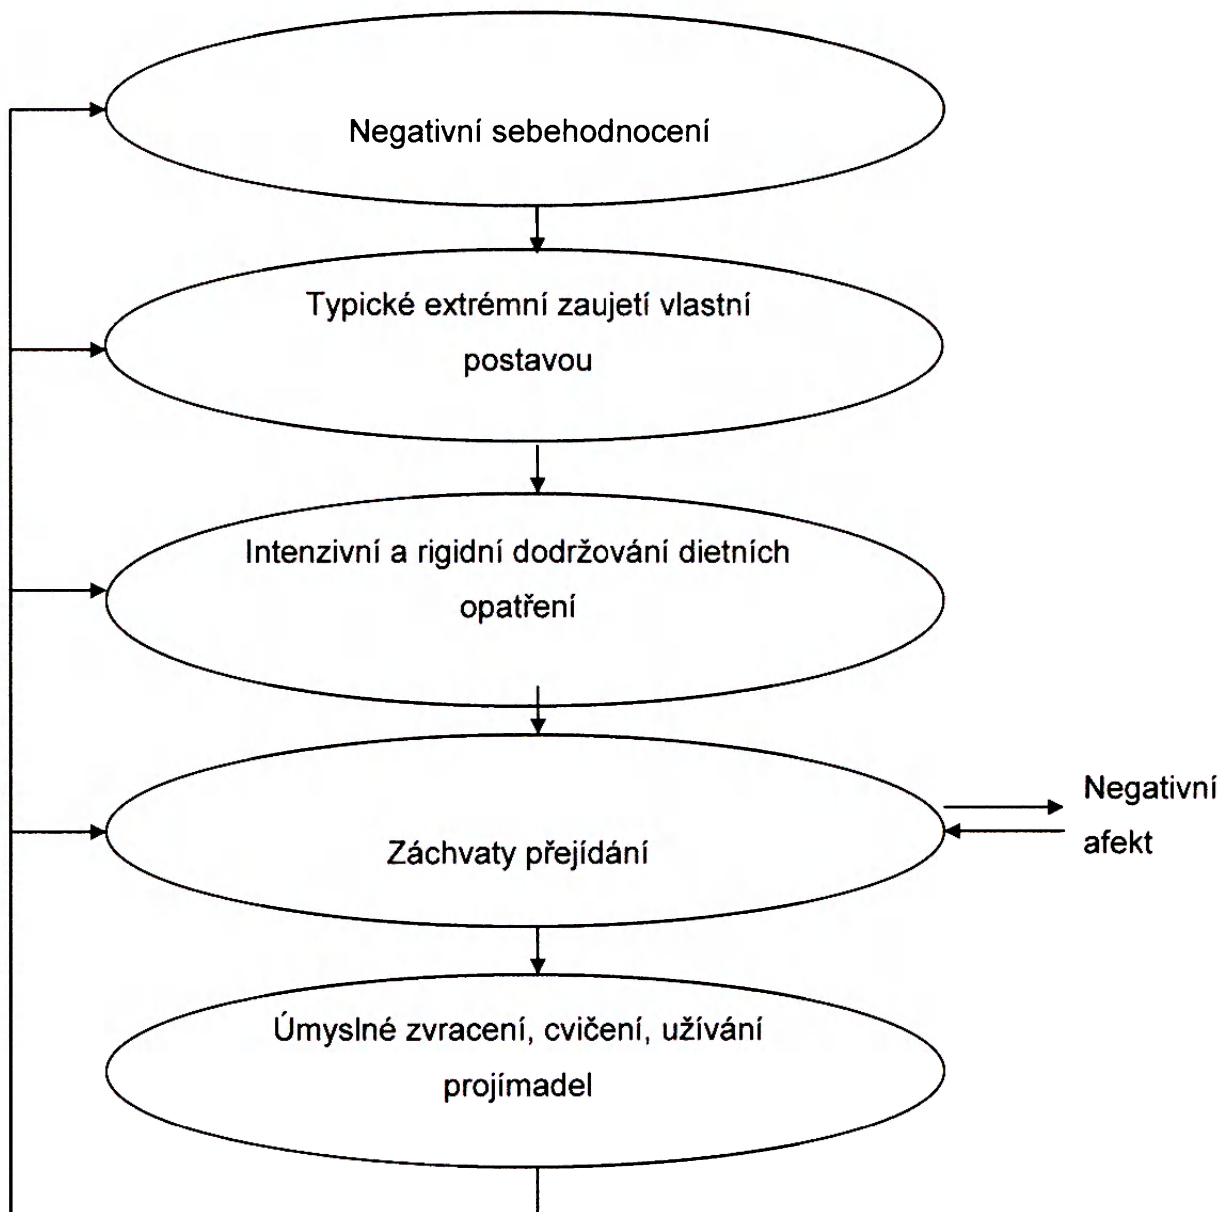 Negativní sebehodnocení
Typické extrémní zaujetí vlastní
postavou
Intenzivní a rigidní dodržování dietních
opatření
Záchvaty přejídání
Negativní
afekt
Úmyslné zvracení, cvičení, užívání
projímadel